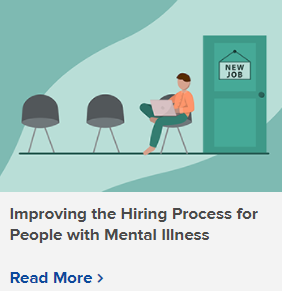 NEW
JOB
Improving the Hiring Process for
People with Mental Illness
Read More >